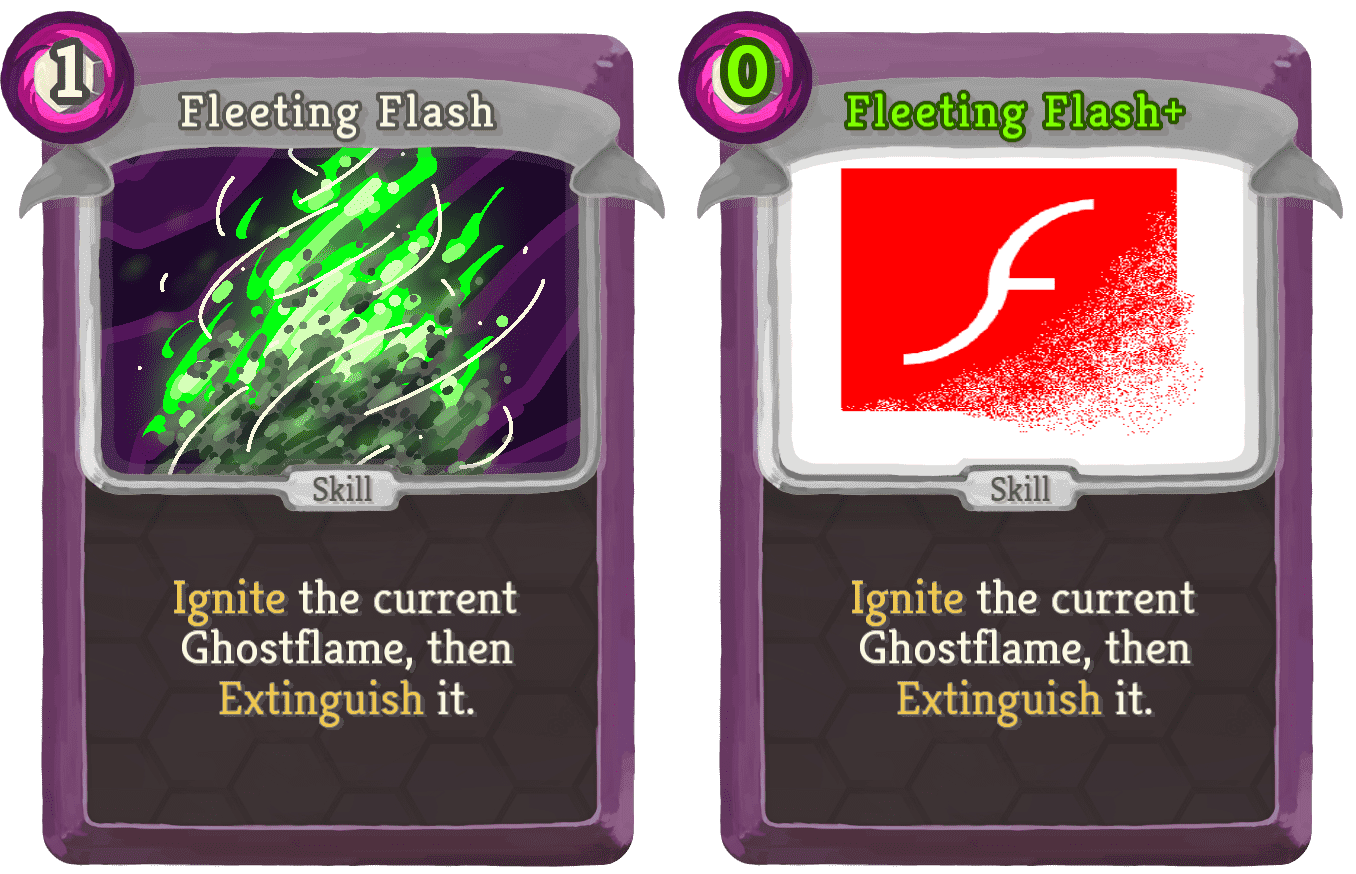 1
Fleeting Flash
Skill
Ignite the current
Ghostflame, then
Extinguish it.
0
Fleeting Flash+
f
Skill
Ignite the current
Ghostflame, then
Extinguish it.